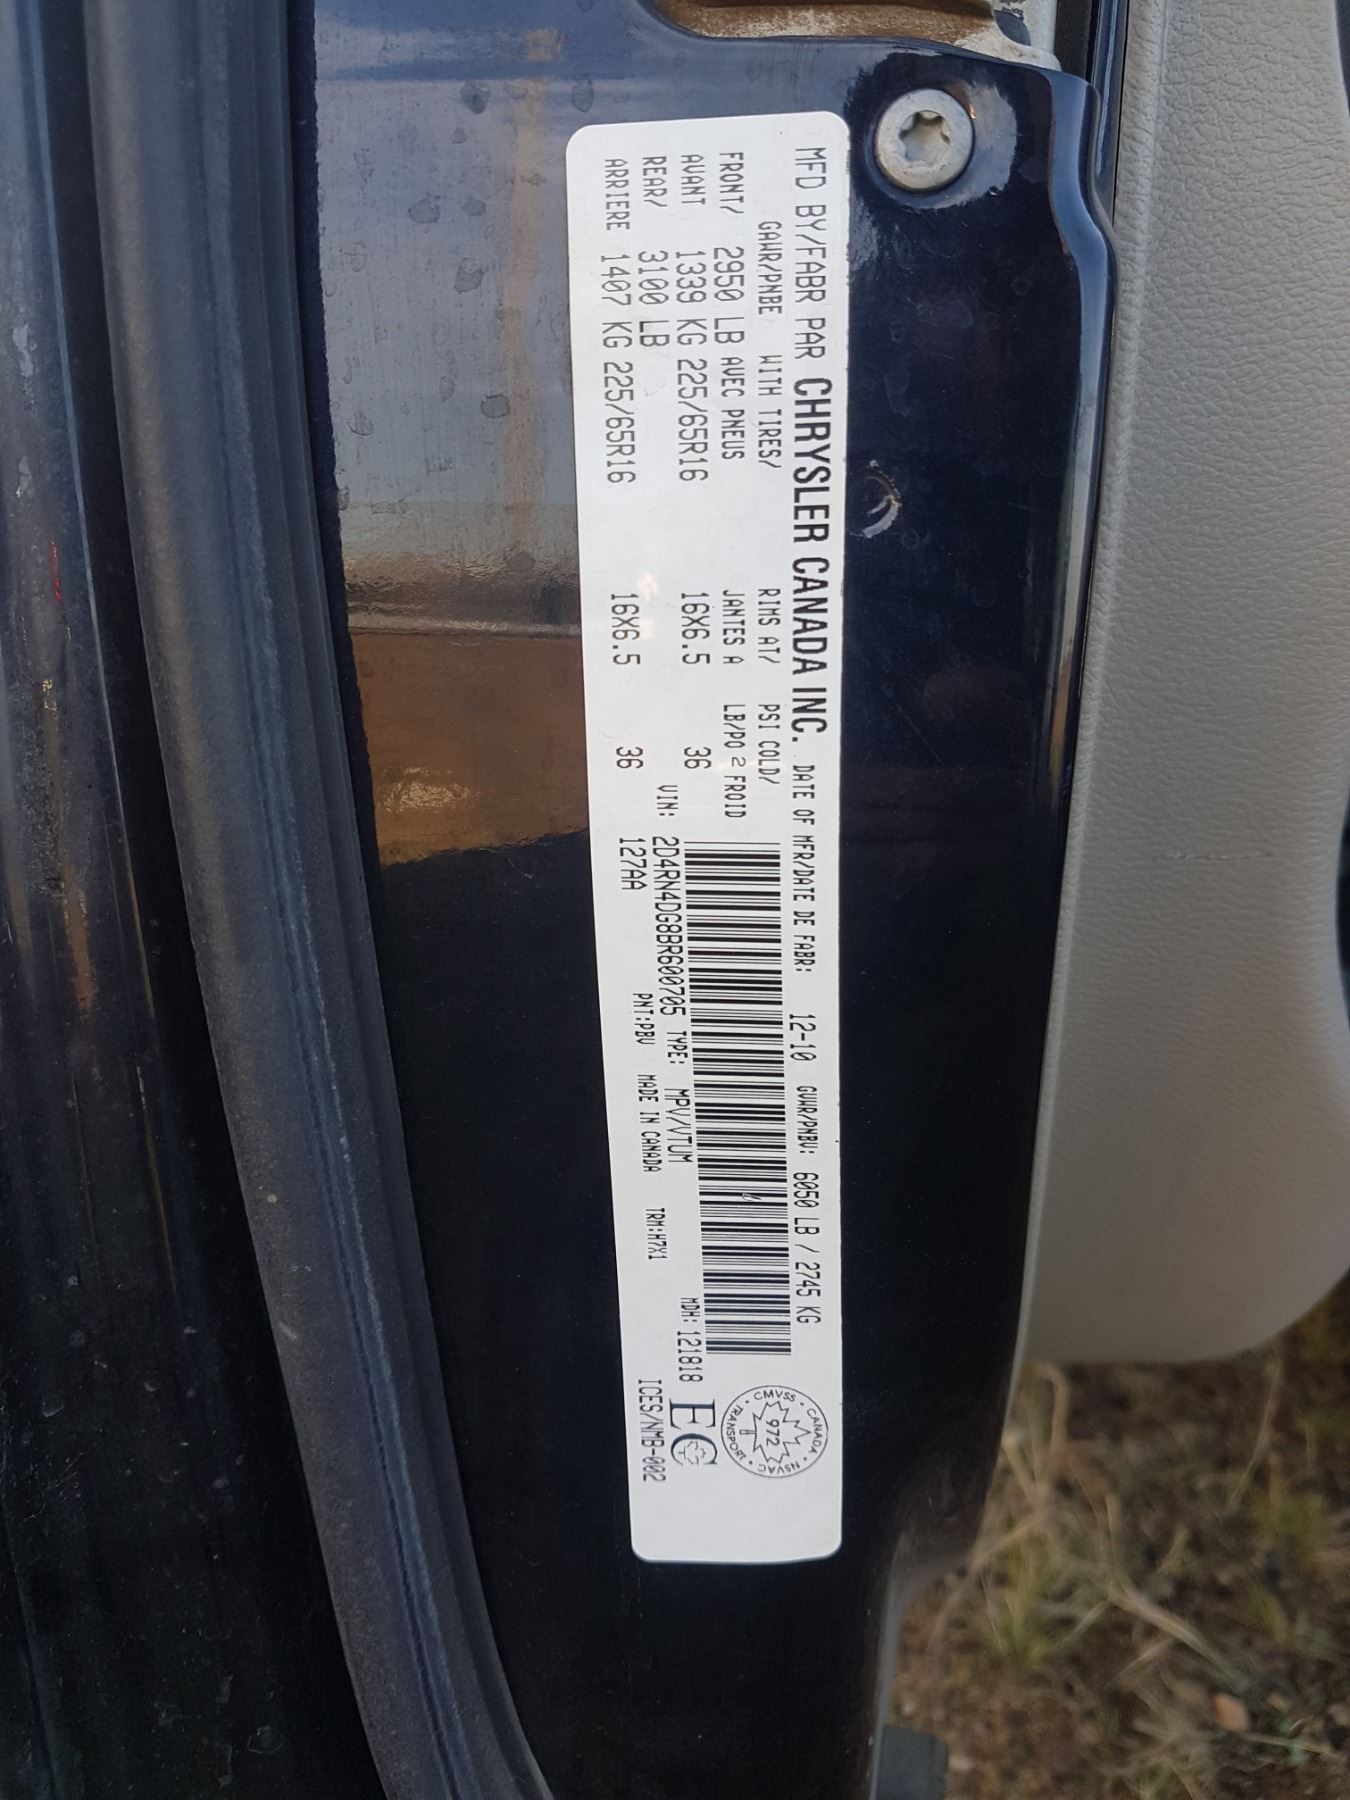 MFD BY/FABR PAR CHRYSLER CANADA INC. DATE OF MFR/DATE DE FABR: 12-10 GVWR/PNBV: 6050 LB / 2745 KG
GAWR/PNBE WITH TIRES/ RIMS AT/ PSI COLD/
FRONT/ 2950 LB AVEC PNEUS JANTES A LB/PO 2 FROID
AVANT 1339 KG 225/65R16 16X6.5 36
REAR/ 3100 LB VIN: 2D4RN4DG8BR600705 TYPE: MPV/VTUM MDH: 121818
ARRIERE 1407 KG 225/65R16 16X6.5 36 127AA PNT:PBV MADE IN CANADA TRM:H7X1 ICES/NMB-002
CANADA
CMVSS NSVAC
972
TRANSPORT
EC